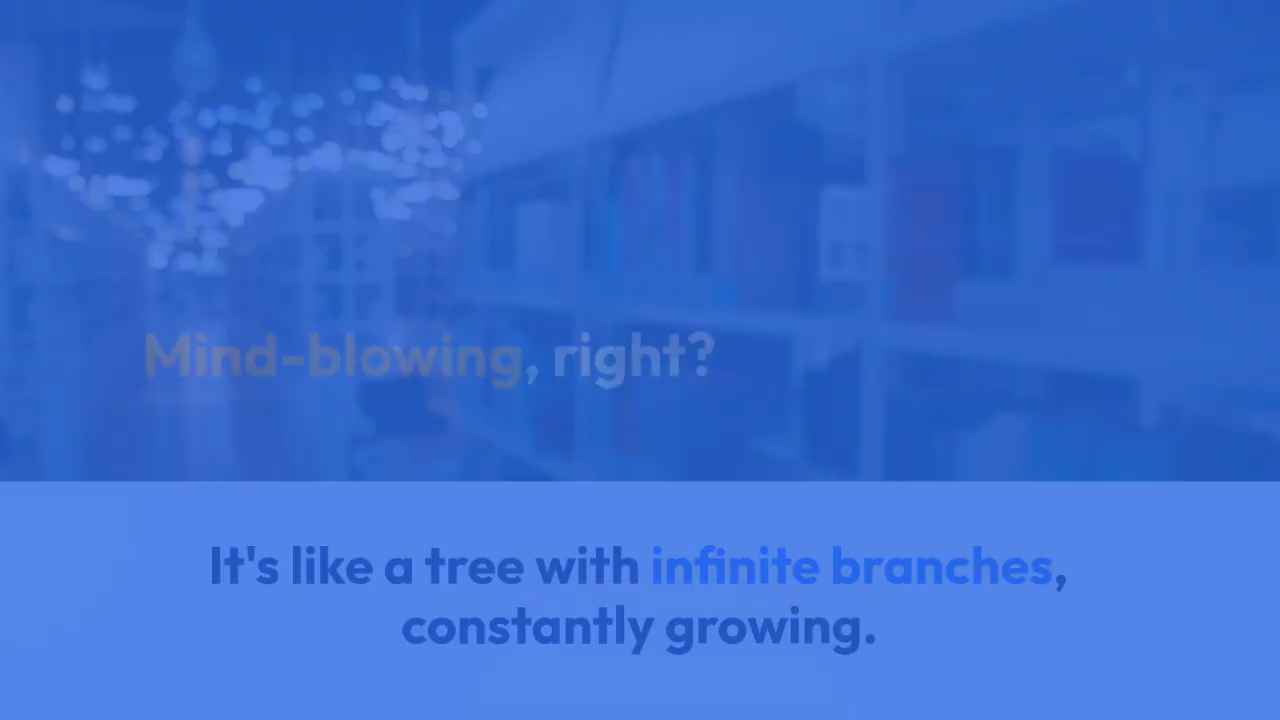 Mind-blowing, right?
It's like a tree with infinite branches,
constantly growing.